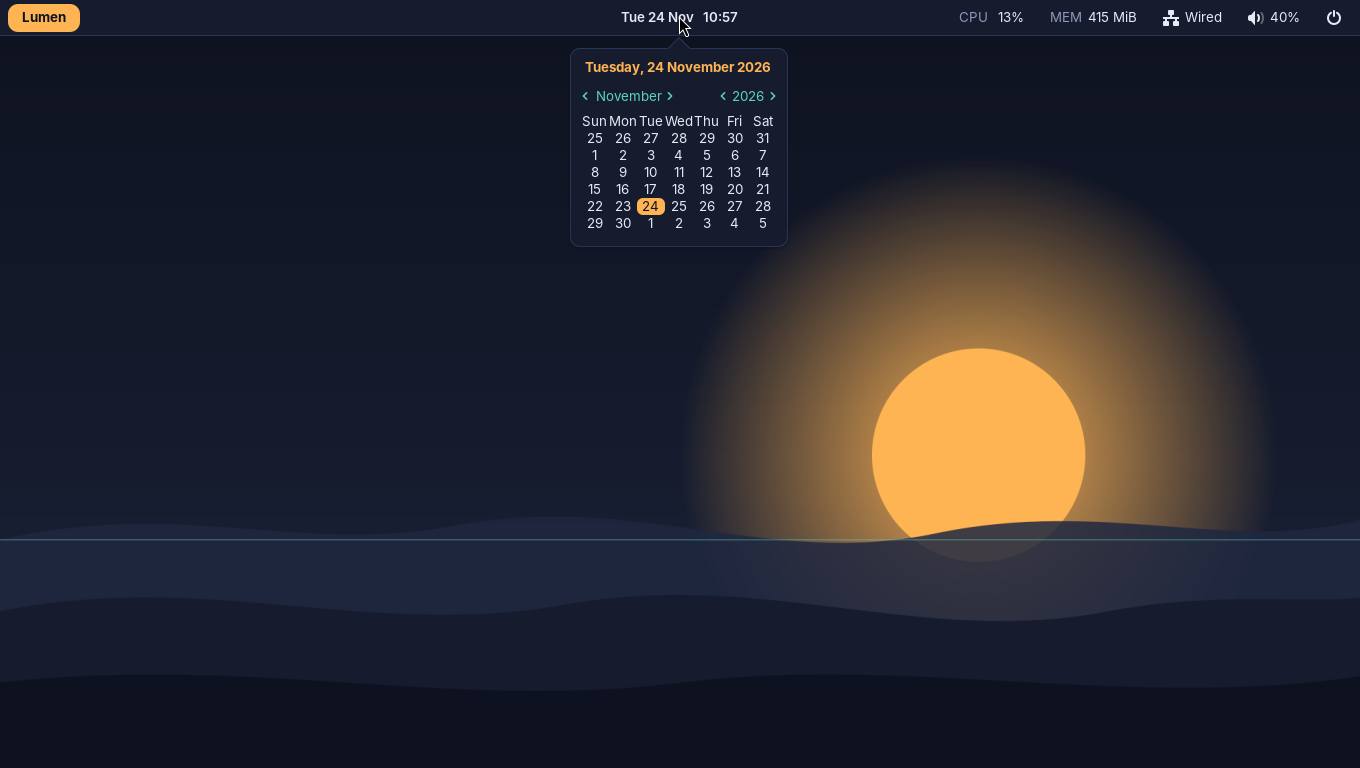 Lumen Tue 24 Nov 10:57 CPU 13% MEM 415 MiB Wired 40%
Tuesday, 24 November 2026
November 2026
Sun Mon Tue Wed Thu Fri Sat
25 26 27 28 29 30 31
1 2 3 4 5 6 7
8 9 10 11 12 13 14
15 16 17 18 19 20 21
22 23 24 25 26 27 28
29 30 1 2 3 4 5